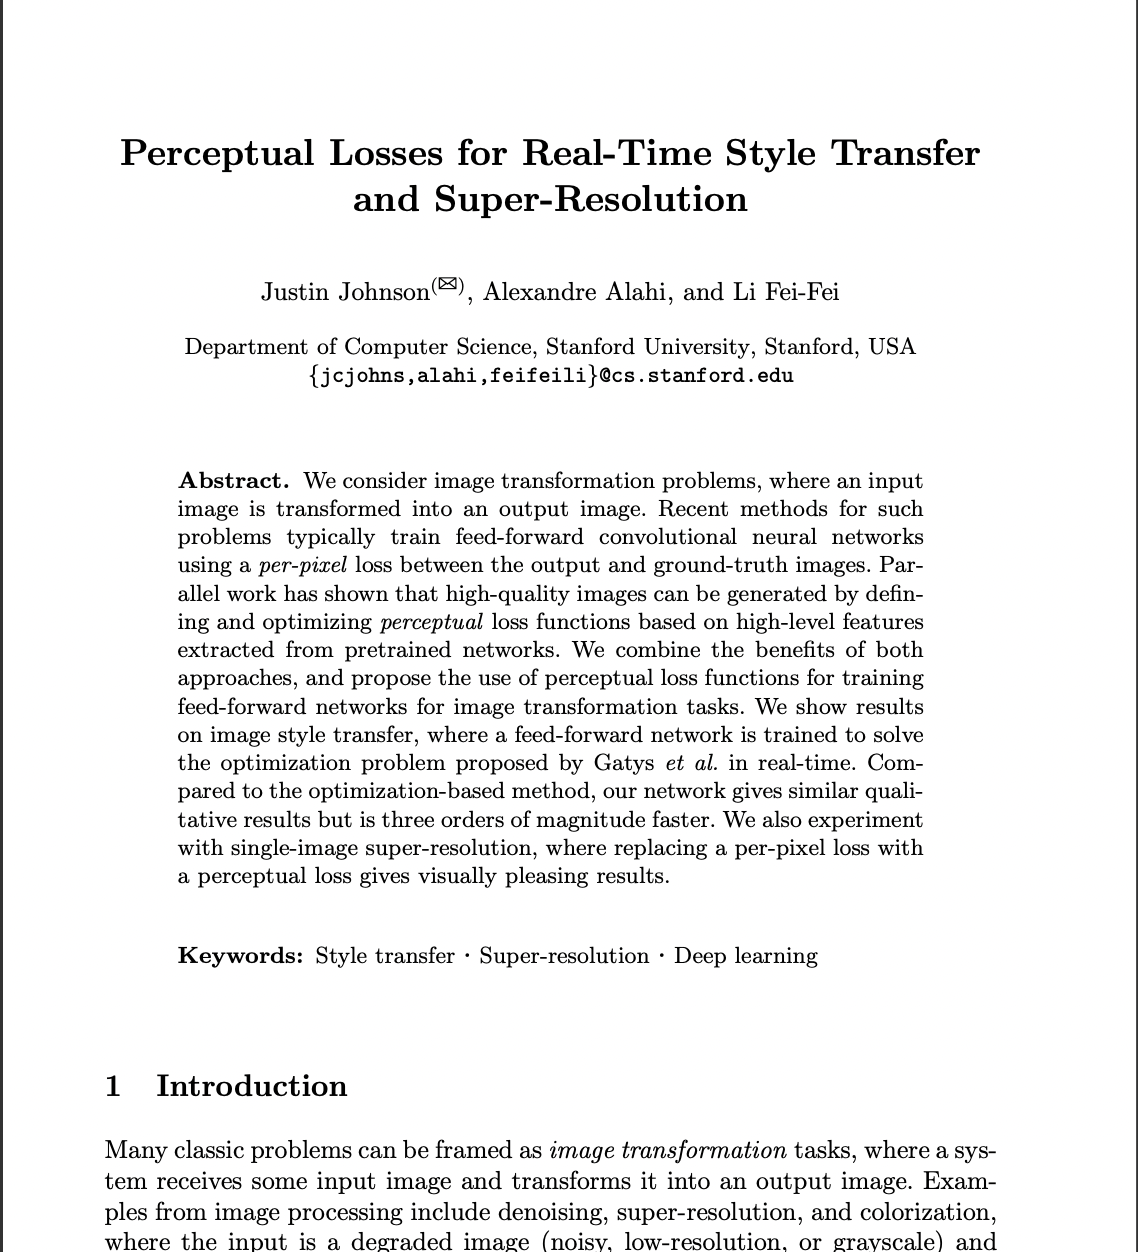 Perceptual Losses for Real-Time Style Transfer
and Super-Resolution
Justin Johnson(✉), Alexandre Alahi, and Li Fei-Fei
Department of Computer Science, Stanford University, Stanford, USA
{jcjohns,alahi,feifeili}@cs.stanford.edu
Abstract. We consider image transformation problems, where an input
image is transformed into an output image. Recent methods for such
problems typically train feed-forward convolutional neural networks
using a per-pixel loss between the output and ground-truth images. Par-
allel work has shown that high-quality images can be generated by defin-
ing and optimizing perceptual loss functions based on high-level features
extracted from pretrained networks. We combine the benefits of both
approaches, and propose the use of perceptual loss functions for training
feed-forward networks for image transformation tasks. We show results
on image style transfer, where a feed-forward network is trained to solve
the optimization problem proposed by Gatys et al. in real-time. Com-
pared to the optimization-based method, our network gives similar quali-
tative results but is three orders of magnitude faster. We also experiment
with single-image super-resolution, where replacing a per-pixel loss with
a perceptual loss gives visually pleasing results.
Keywords: Style transfer · Super-resolution · Deep learning
1 Introduction
Many classic problems can be framed as image transformation tasks, where a sys-
tem receives some input image and transforms it into an output image. Exam-
ples from image processing include denoising, super-resolution, and colorization,
where the input is a degraded image (noisy, low-resolution, or grayscale) and